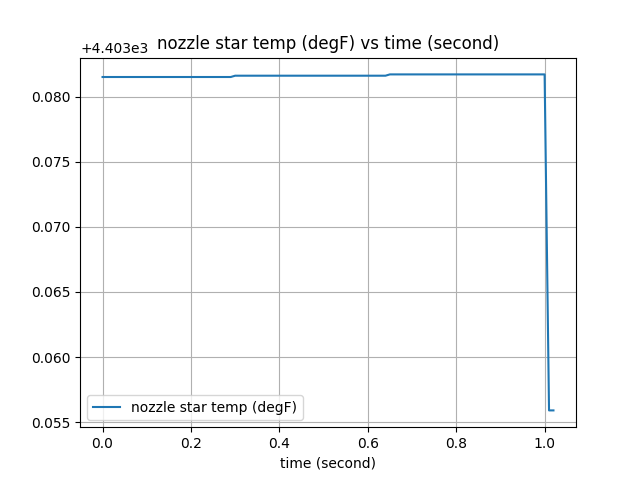 +4.403e3
nozzle star temp (degF) vs time (second)
0.080
0.075
0.070
0.065
0.060
0.055
nozzle star temp (degF)
0.0 0.2 0.4 0.6 0.8 1.0
time (second)